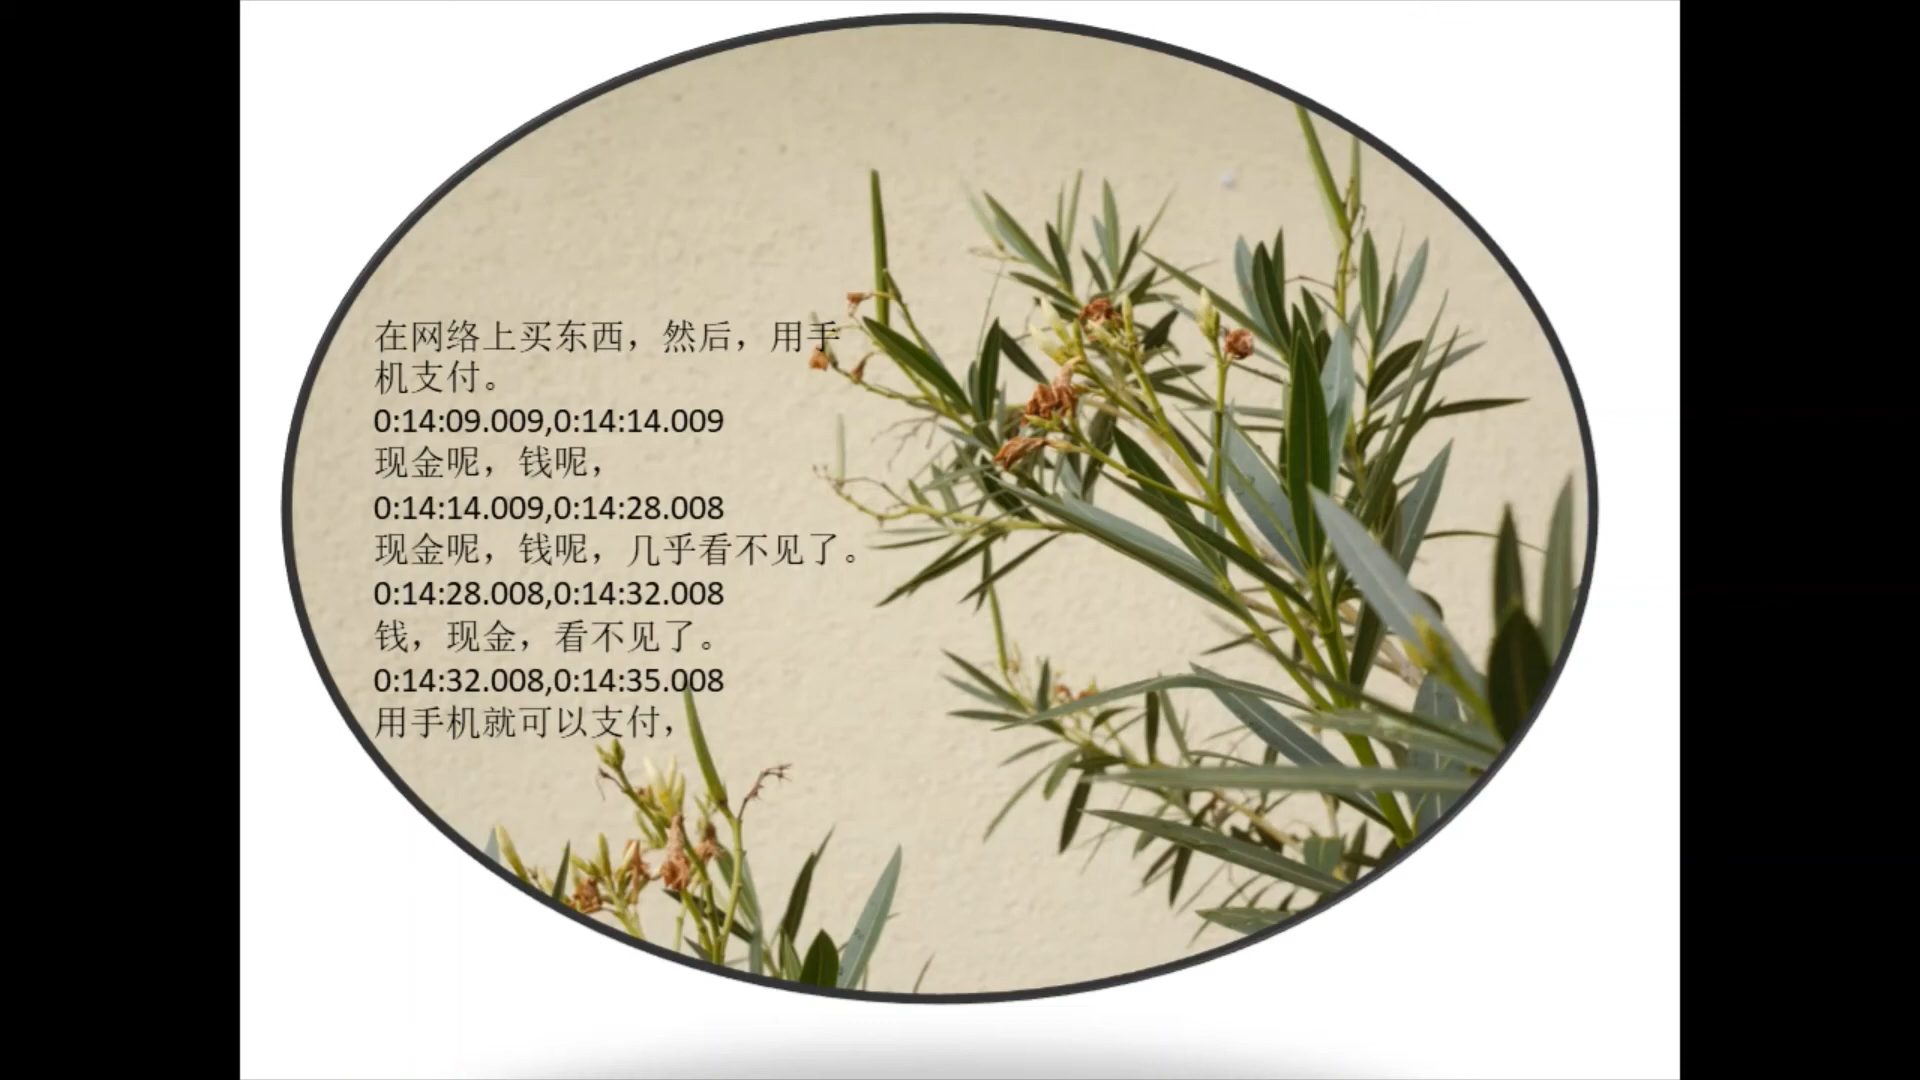 在网络上买东西，然后，用手
机支付。
0:14:09.009,0:14:14.009
现金呢，钱呢，
0:14:14.009,0:14:28.008
现金呢，钱呢，几乎看不见了。
0:14:28.008,0:14:32.008
钱，现金，看不见了。
0:14:32.008,0:14:35.008
用手机就可以支付，